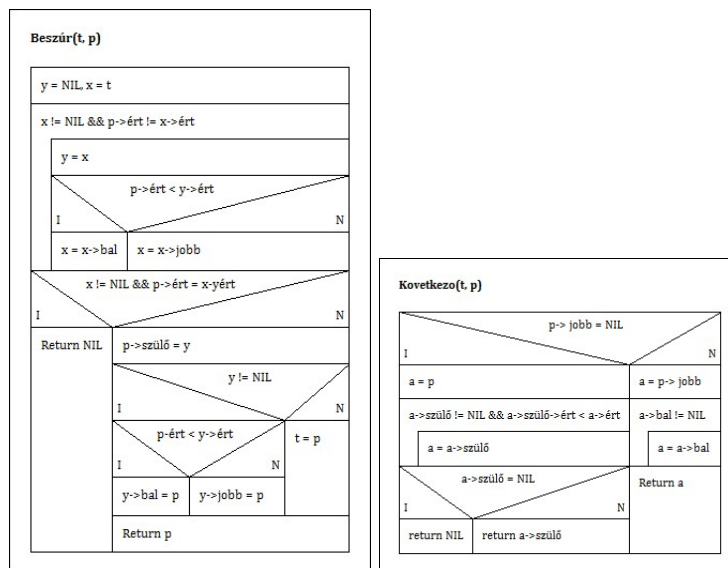 Beszúr(t, p)
y = NIL, x = t
x != NIL && p->ért != x->ért
y = x
p->ért < y->ért
I
N
x = x->bal
x = x->jobb
x != NIL && p->ért = x-yért
I
N
Return NIL
p->szülő = y
y != NIL
I
N
p-ért < y->ért
I
N
t = p
y->bal = p
y->jobb = p
Return p
Kovetkezo(t, p)
p-> jobb = NIL
I
N
a = p
a = p-> jobb
a->szülő != NIL && a->szülő->ért < a->ért
a->bal != NIL
a = a->szülő
a = a->bal
a->szülő = NIL
I
N
Return a
return NIL
return a->szülő